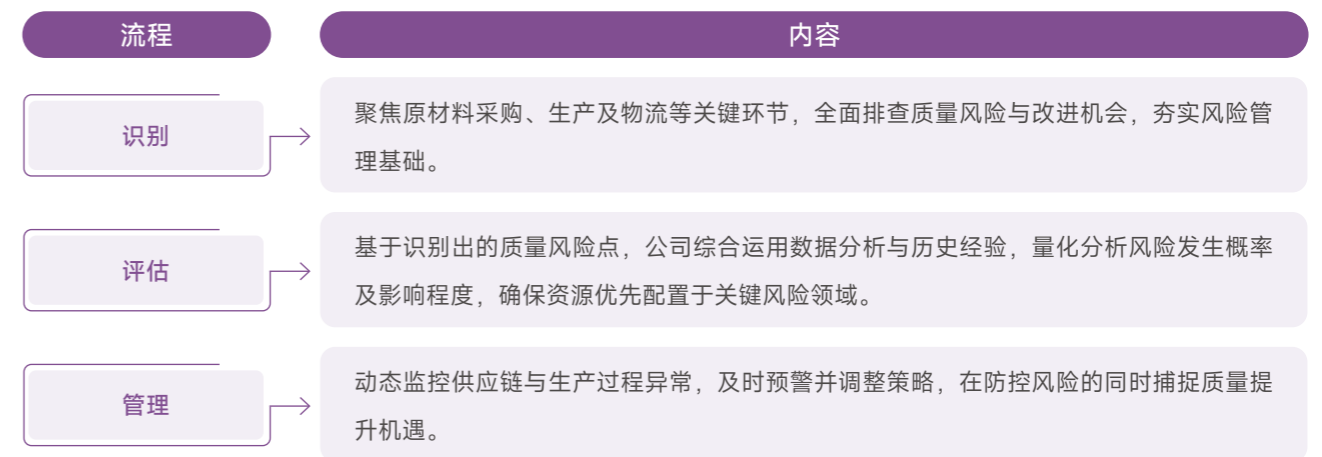 流程
内容
识别
聚焦原材料采购、生产及物流等关键环节，全面排查质量风险与改进机会，夯实风险管
理基础。
评估
基于识别出的质量风险点，公司综合运用数据分析与历史经验，量化分析风险发生概率
及影响程度，确保资源优先配置于关键风险领域。
管理
动态监控供应链与生产过程异常，及时预警并调整策略，在防控风险的同时捕捉质量提
升机遇。